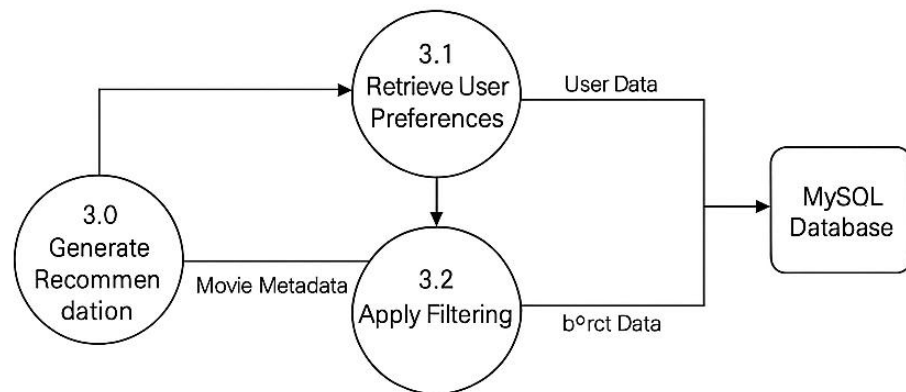 3.1
Retrieve User
Preferences
User Data
MySQL
Database
3.0
Generate
Recommen
dation
Movie Metadata
3.2
Apply Filtering
Data